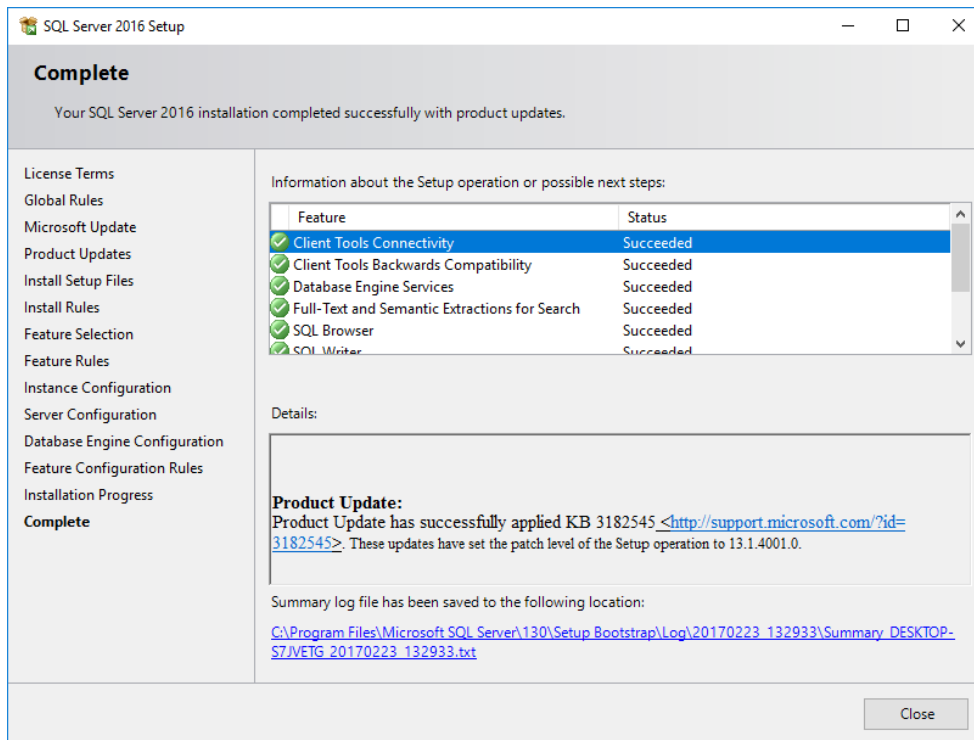 SQL Server 2016 Setup
Complete
Your SQL Server 2016 installation completed successfully with product updates.
License Terms
Global Rules
Microsoft Update
Product Updates
Install Setup Files
Install Rules
Feature Selection
Feature Rules
Instance Configuration
Server Configuration
Database Engine Configuration
Feature Configuration Rules
Installation Progress
Complete
Information about the Setup operation or possible next steps:
Feature Status
Client Tools Connectivity Succeeded
Client Tools Backwards Compatibility Succeeded
Database Engine Services Succeeded
Full-Text and Semantic Extractions for Search Succeeded
SQL Browser Succeeded
SQL Writer Succeeded
Details:
Product Update:
Product Update has successfully applied KB 3182545 <http://support.microsoft.com/?id=
3182545>. These updates have set the patch level of the Setup operation to 13.1.4001.0.
Summary log file has been saved to the following location:
C:\Program Files\Microsoft SQL Server\130\Setup Bootstrap\Log\20170223_132933\Summary_DESKTOP-
S7JVETG_20170223_132933.txt
Close